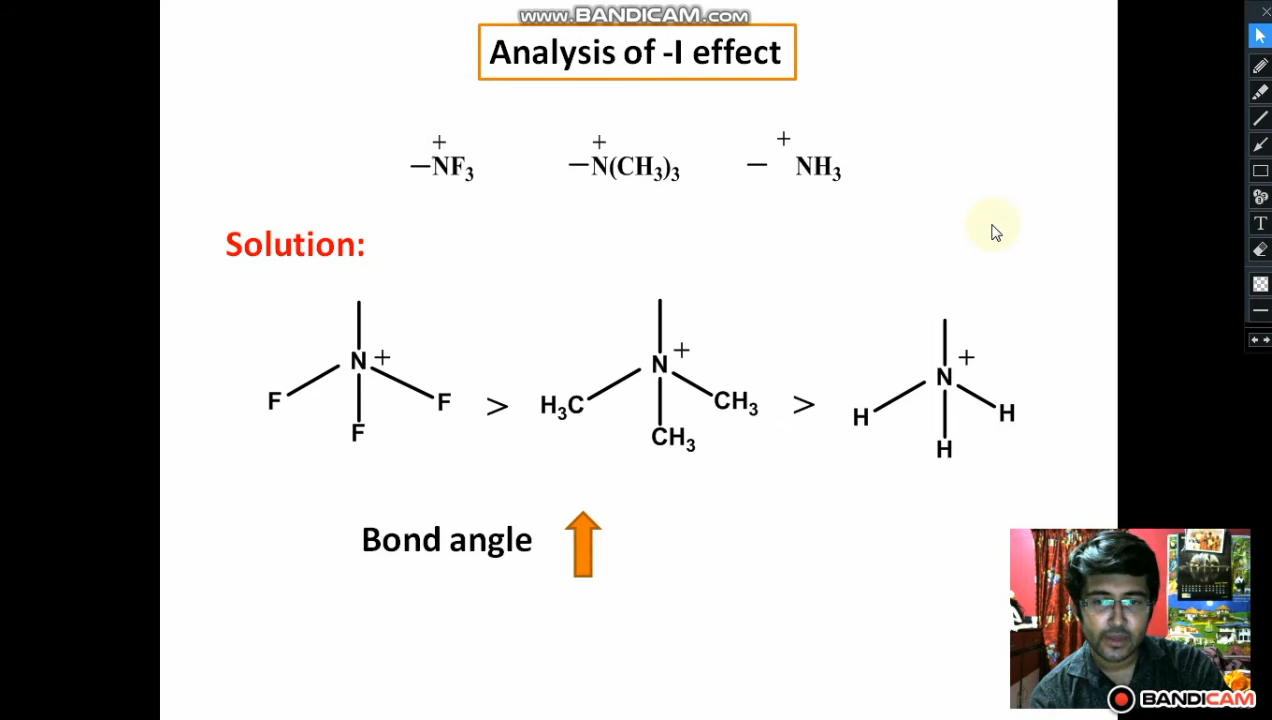 www.BANDICAM.com
Analysis of -I effect
+ + +
–NF₃ –N(CH₃)₃ – NH₃
Solution:
N + N + N +
F F > H₃C CH₃ > H H
F CH₃ H
Bond angle
T
BANDICAM